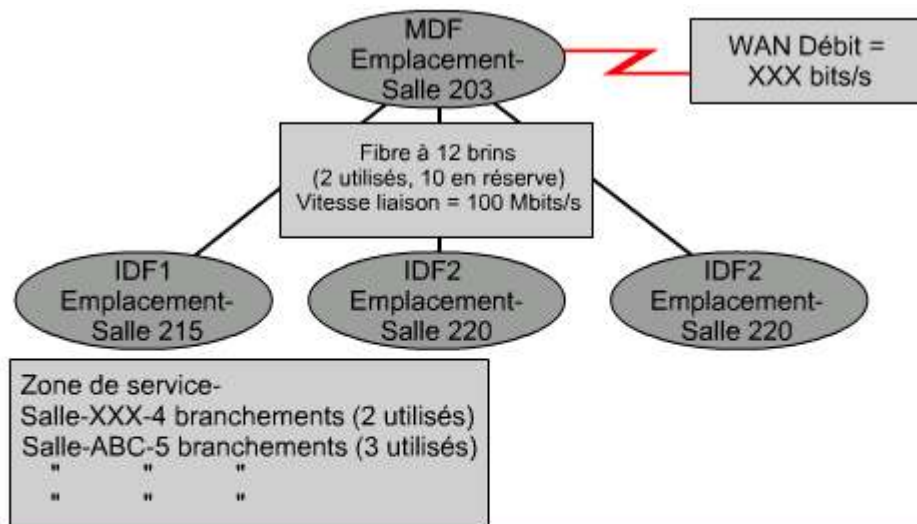 MDF
Emplacement-
Salle 203
WAN Débit =
XXX bits/s
Fibre à 12 brins
(2 utilisés, 10 en réserve)
Vitesse liaison = 100 Mbits/s
IDF1
Emplacement-
Salle 215
IDF2
Emplacement-
Salle 220
IDF2
Emplacement-
Salle 220
Zone de service-
Salle-XXX-4 branchements (2 utilisés)
Salle-ABC-5 branchements (3 utilisés)
" " "
" " "